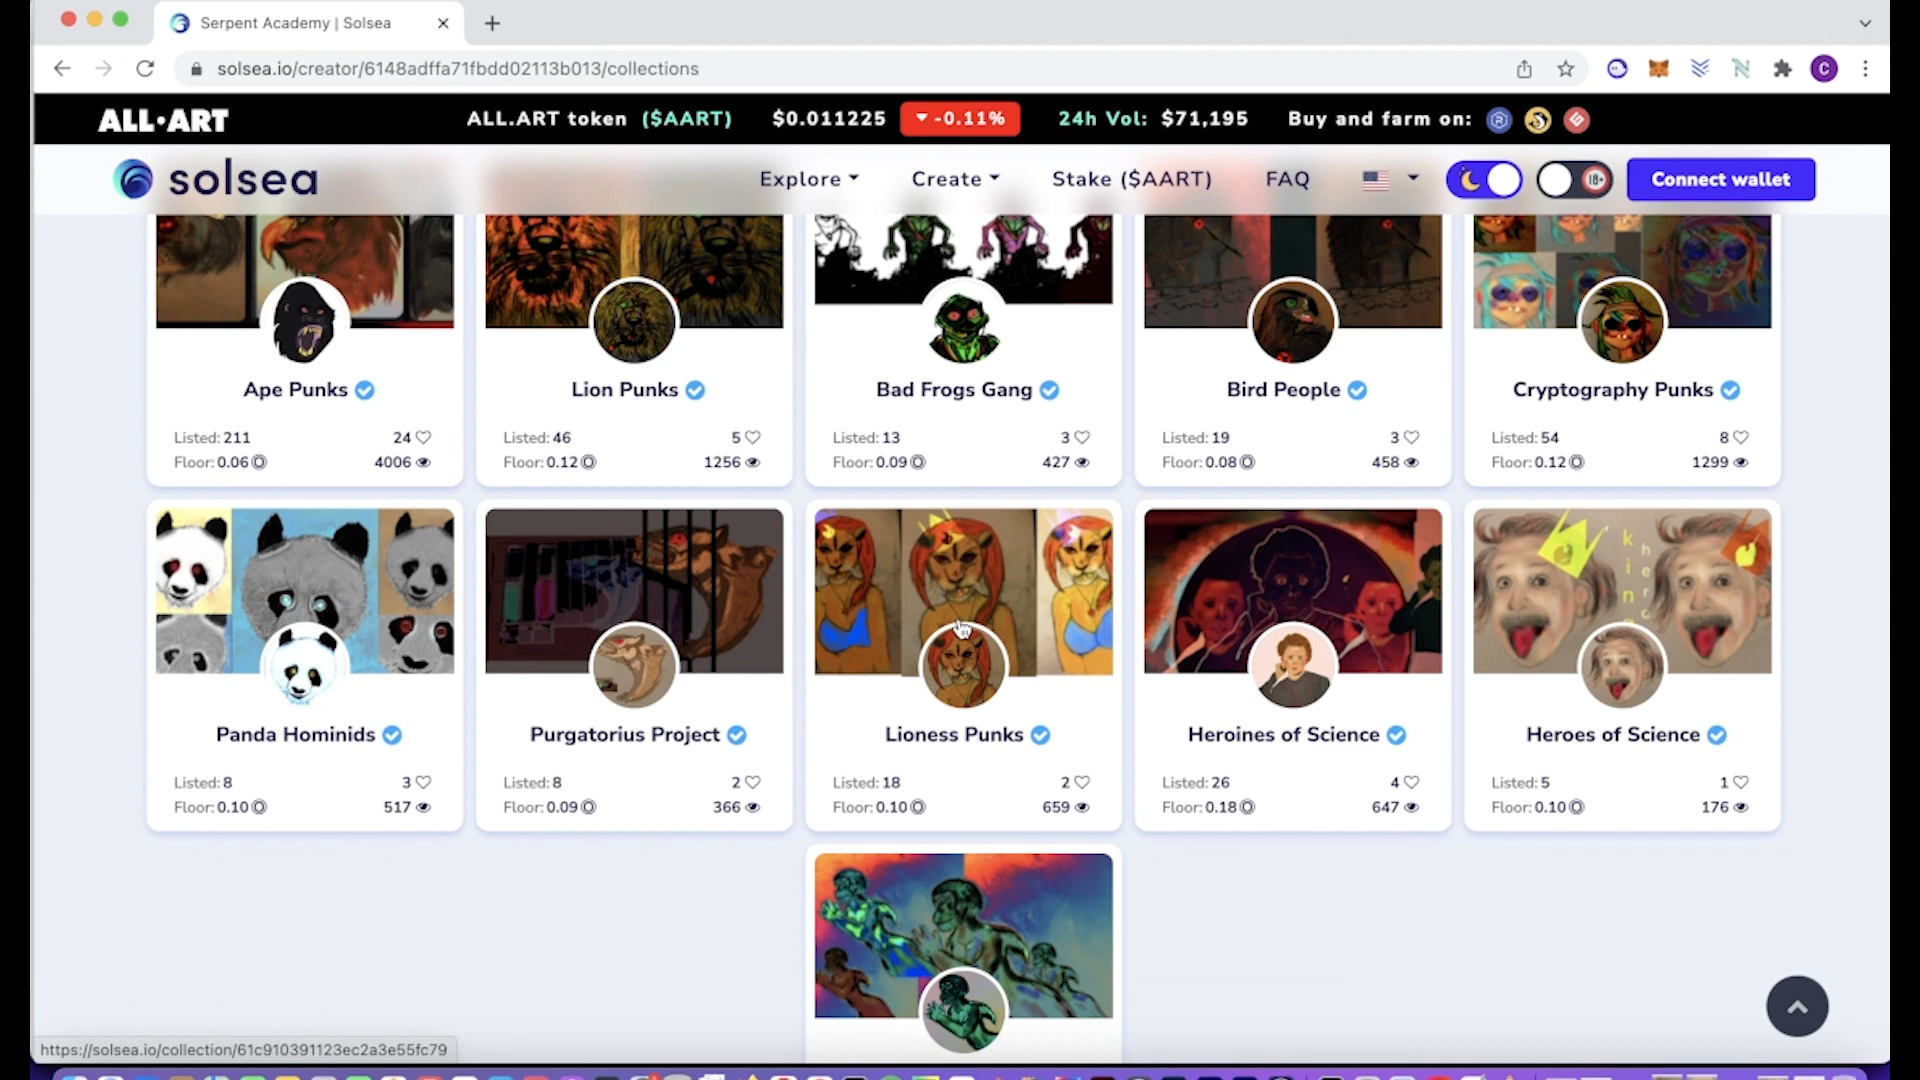 Serpent Academy | Solsea
solsea.io/creator/6148adffa71fbdd02113b013/collections
C
ALL•ART
ALL.ART token ($AART) $0.011225 -0.11% 24h Vol: $71,195 Buy and farm on:
solsea
Explore Create Stake ($AART) FAQ 18+ Connect wallet
Ape Punks
Listed: 211 24
Floor: 0.06 4006
Lion Punks
Listed: 46 5
Floor: 0.12 1256
Bad Frogs Gang
Listed: 13 3
Floor: 0.09 427
Bird People
Listed: 19 3
Floor: 0.08 458
Cryptography Punks
Listed: 54 8
Floor: 0.12 1299
Panda Hominids
Listed: 8 3
Floor: 0.10 517
Purgatorius Project
Listed: 8 2
Floor: 0.09 366
Lioness Punks
Listed: 18 2
Floor: 0.10 659
Heroines of Science
Listed: 26 4
Floor: 0.18 647
Heroes of Science
Listed: 5 1
Floor: 0.10 176
https://solsea.io/collection/61c910391123ec2a3e55fc79